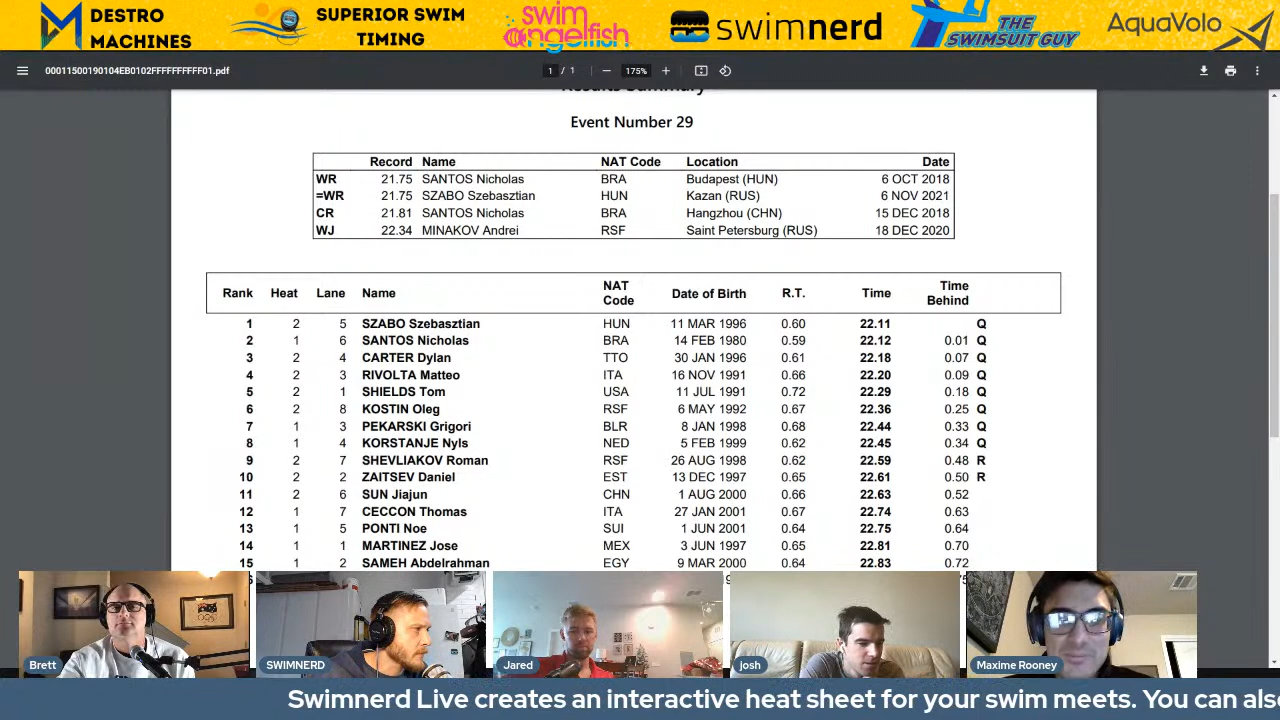 DESTRO
MACHINES
SUPERIOR SWIM
TIMING
swim
angelfish
swimnerd
THE
SWIMSUIT GUY
AquaVolo
00011500190104EB0102FFFFFFFFFF01.pdf
1 / 1
175%
Results Summary
Event Number 29
Record Name NAT Code Location Date
WR 21.75 SANTOS Nicholas BRA Budapest (HUN) 6 OCT 2018
=WR 21.75 SZABO Szebasztian HUN Kazan (RUS) 6 NOV 2021
CR 21.81 SANTOS Nicholas BRA Hangzhou (CHN) 15 DEC 2018
WJ 22.34 MINAKOV Andrei RSF Saint Petersburg (RUS) 18 DEC 2020
Rank Heat Lane Name NAT Code Date of Birth R.T. Time Time Behind
1 2 5 SZABO Szebasztian HUN 11 MAR 1996 0.60 22.11 Q
2 1 6 SANTOS Nicholas BRA 14 FEB 1980 0.59 22.12 0.01 Q
3 2 4 CARTER Dylan TTO 30 JAN 1996 0.61 22.18 0.07 Q
4 2 3 RIVOLTA Matteo ITA 16 NOV 1991 0.66 22.20 0.09 Q
5 2 1 SHIELDS Tom USA 11 JUL 1991 0.72 22.29 0.18 Q
6 2 8 KOSTIN Oleg RSF 6 MAY 1992 0.67 22.36 0.25 Q
7 1 3 PEKARSKI Grigori BLR 8 JAN 1998 0.68 22.44 0.33 Q
8 1 4 KORSTANJE Nyls NED 5 FEB 1999 0.62 22.45 0.34 Q
9 2 7 SHEVLIAKOV Roman RSF 26 AUG 1998 0.62 22.59 0.48 R
10 2 2 ZAITSEV Daniel EST 13 DEC 1997 0.65 22.61 0.50 R
11 2 6 SUN Jiajun CHN 1 AUG 2000 0.66 22.63 0.52
12 1 7 CECCON Thomas ITA 27 JAN 2001 0.67 22.74 0.63
13 1 5 PONTI Noe SUI 1 JUN 2001 0.64 22.75 0.64
14 1 1 MARTINEZ Jose MEX 3 JUN 1997 0.65 22.81 0.70
15 1 2 SAMEH Abdelrahman EGY 9 MAR 2000 0.64 22.83 0.72
Brett
SWIMNERD
Jared
josh
Maxime Rooney
Swimnerd Live creates an interactive heat sheet for your swim meets. You can als